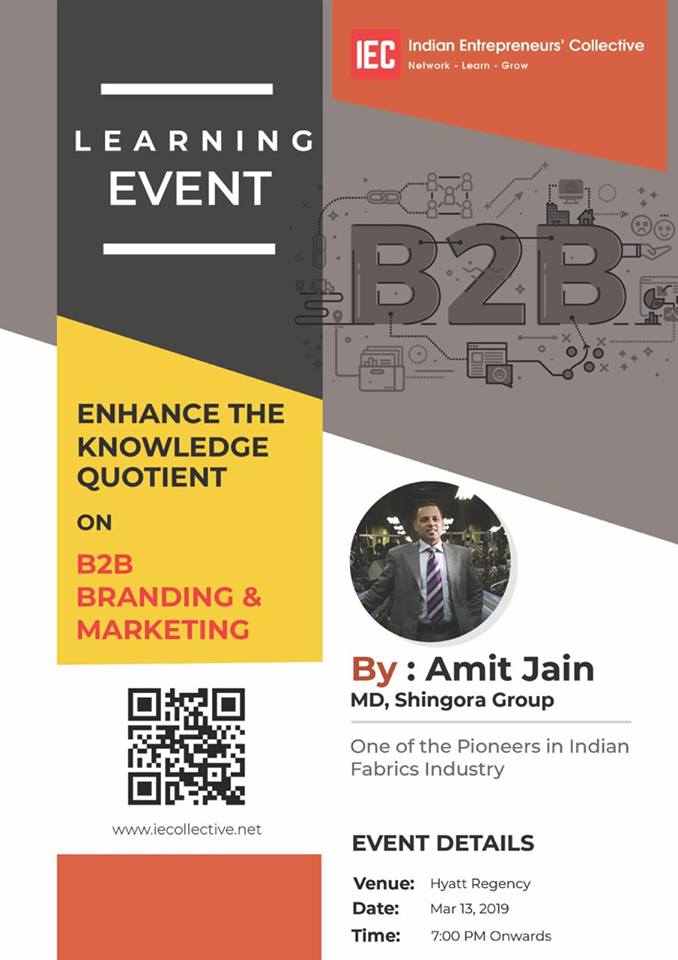 IEC Indian Entrepreneurs' Collective
Network - Learn - Grow
LEARNING
EVENT
B2B
ENHANCE THE
KNOWLEDGE
QUOTIENT
ON
B2B
BRANDING &
MARKETING
www.iecollective.net
By : Amit Jain
MD, Shingora Group
One of the Pioneers in Indian
Fabrics Industry
EVENT DETAILS
Venue: Hyatt Regency
Date: Mar 13, 2019
Time: 7:00 PM Onwards